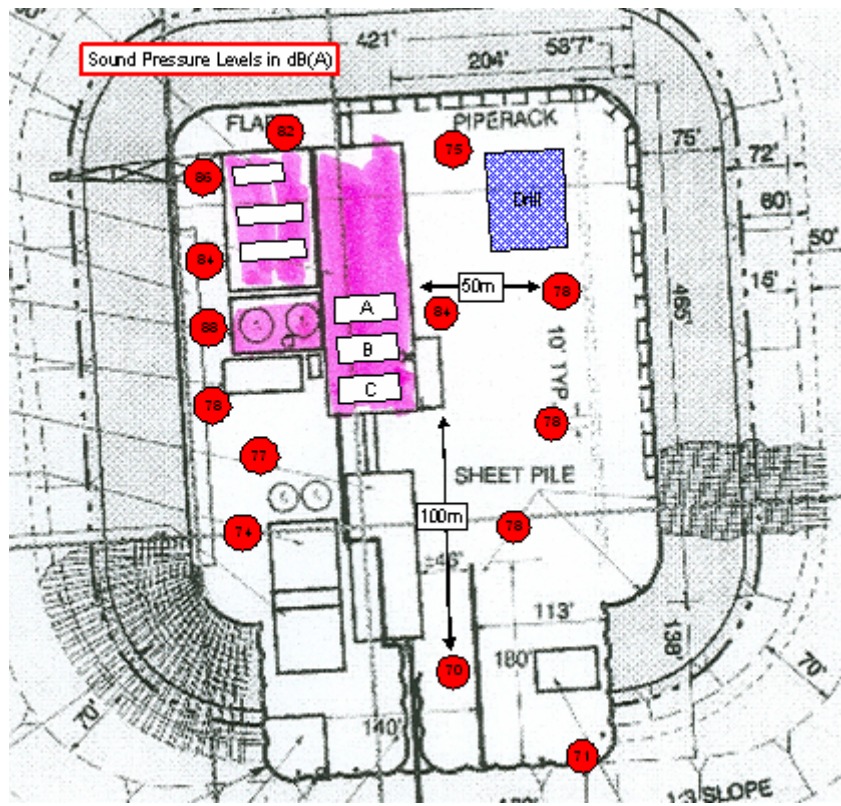 421'
58'7"
Sound Pressure Levels in dB(A)
204'
PIPERACK
82
75
75'
72'
86
Drill
60'
84
50'
50m
78
15'
A
84
88
465'
B
10' TYP
C
78
78
77
SHEET PILE
100m
78
74
±46'
113'
138'
180'
70
70'
70'
140'
71
1:3 SLOPE